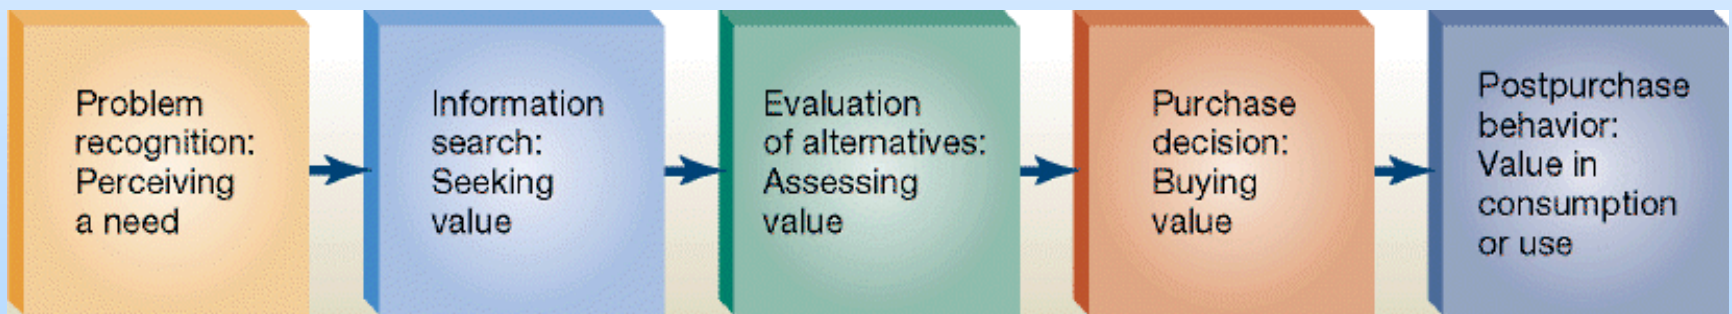 Problem
recognition:
Perceiving
a need
Information
search:
Seeking
value
Evaluation
of alternatives:
Assessing
value
Purchase
decision:
Buying
value
Postpurchase
behavior:
Value in
consumption
or use